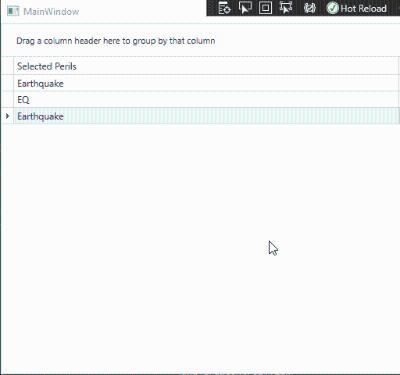 MainWindow
Hot Reload
Drag a column header here to group by that column
Selected Perils
Earthquake
EQ
Earthquake